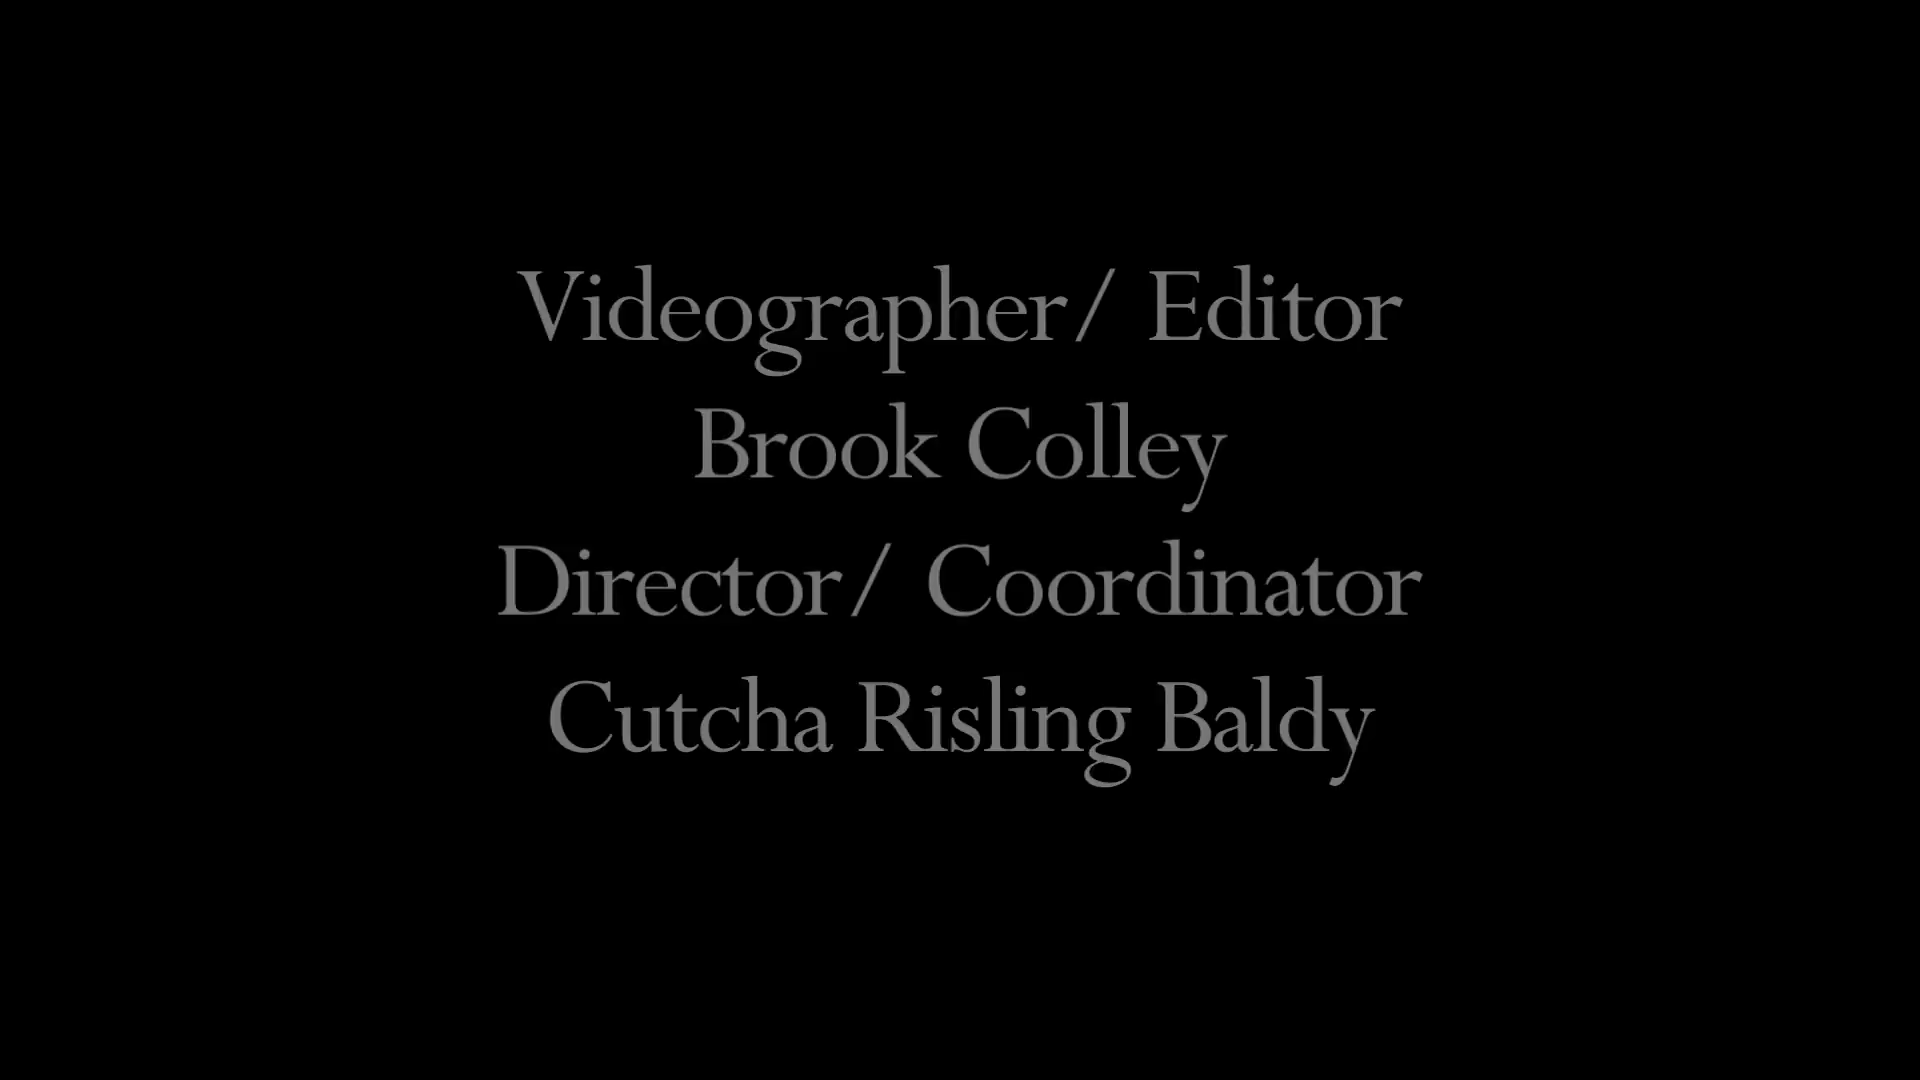 Videographer/ Editor
Brook Colley
Director/ Coordinator
Cutcha Risling Baldy